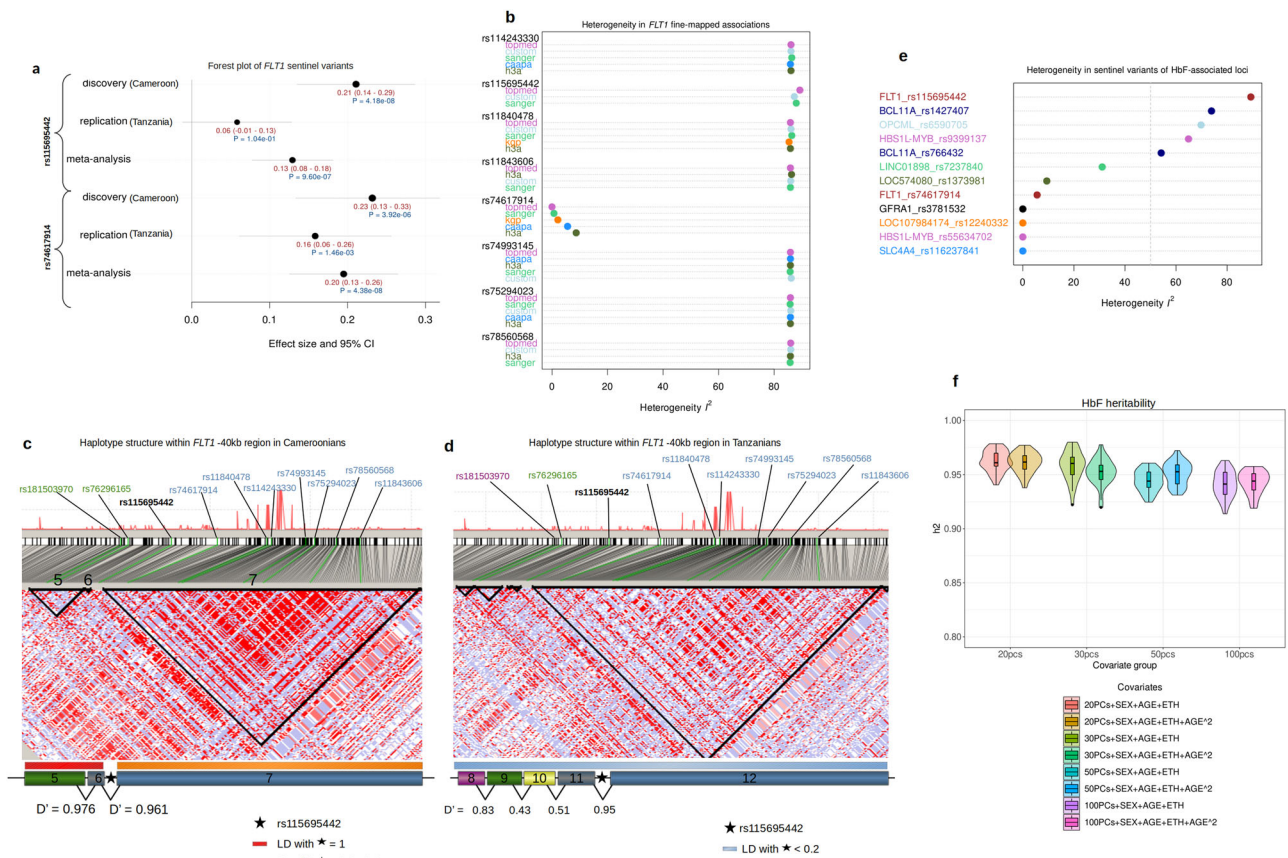 a
Forest plot of FLT1 sentinel variants
rs115695442
discovery (Cameroon)
0.21 (0.14 - 0.29)
P = 4.18e-08
replication (Tanzania)
0.06 (-0.01 - 0.13)
P = 1.04e-01
meta-analysis
0.13 (0.08 - 0.18)
P = 9.60e-07
rs74617914
discovery (Cameroon)
0.23 (0.13 - 0.33)
P = 3.92e-06
replication (Tanzania)
0.16 (0.06 - 0.26)
P = 1.46e-03
meta-analysis
0.20 (0.13 - 0.26)
P = 4.38e-08
0.0 0.1 0.2 0.3
Effect size and 95% CI
b
Heterogeneity in FLT1 fine-mapped associations
rs114243330
topmed
custom
sanger
caapa
h3a
rs115695442
topmed
custom
sanger
rs11840478
topmed
custom
sanger
kgp
h3a
rs11843606
topmed
h3a
custom
sanger
rs74617914
topmed
sanger
kgp
caapa
h3a
rs74993145
topmed
caapa
h3a
sanger
custom
rs75294023
topmed
sanger
custom
caapa
h3a
rs78560568
topmed
custom
h3a
sanger
0 20 40 60 80
Heterogeneity I²
e
Heterogeneity in sentinel variants of HbF-associated loci
FLT1_rs115695442
BCL11A_rs1427407
OPCML_rs6590705
HBS1L-MYB_rs9399137
BCL11A_rs766432
LINC01898_rs7237840
LOC574080_rs1373981
FLT1_rs74617914
GFRA1_rs3781532
LOC107984174_rs12240332
HBS1L-MYB_rs55634702
SLC4A4_rs116237841
0 20 40 60 80
Heterogeneity I²
c
Haplotype structure within FLT1 -40kb region in Cameroonians
rs181503970
rs76296165
rs115695442
rs74617914
rs11840478
rs114243330
rs74993145
rs75294023
rs78560568
rs11843606
5 6 7
5 6 ★ 7
D' = 0.976 D' = 0.961
★ rs115695442
LD with ★ = 1
d
Haplotype structure within FLT1 -40kb region in Tanzanians
rs181503970
rs76296165
rs115695442
rs74617914
rs11840478
rs114243330
rs74993145
rs75294023
rs78560568
rs11843606
8 9 10 11 ★ 12
D' = 0.83 0.43 0.51 0.95
★ rs115695442
LD with ★ < 0.2
f
HbF heritability
h2
1.00
0.95
0.90
0.85
0.80
20pcs 30pcs 50pcs 100pcs
Covariate group
Covariates
20PCs+SEX+AGE+ETH
20PCs+SEX+AGE+ETH+AGE^2
30PCs+SEX+AGE+ETH
30PCs+SEX+AGE+ETH+AGE^2
50PCs+SEX+AGE+ETH
50PCs+SEX+AGE+ETH+AGE^2
100PCs+SEX+AGE+ETH
100PCs+SEX+AGE+ETH+AGE^2